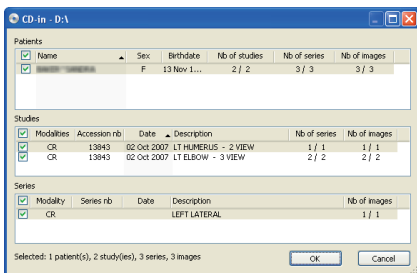 CD-in - D:\
Patients
Name Sex Birthdate Nb of studies Nb of series Nb of images
F 13 Nov 1... 2 / 2 3 / 3 3 / 3
Studies
Modalities Accession nb Date Description Nb of series Nb of images
CR 13843 02 Oct 2007 LT HUMERUS - 2 VIEW 1 / 1 1 / 1
CR 13843 02 Oct 2007 LT ELBOW - 3 VIEW 2 / 2 2 / 2
Series
Modality Series nb Date Description Nb of images
CR LEFT LATERAL 1 / 1
Selected: 1 patient(s), 2 study(ies), 3 series, 3 images
OK Cancel